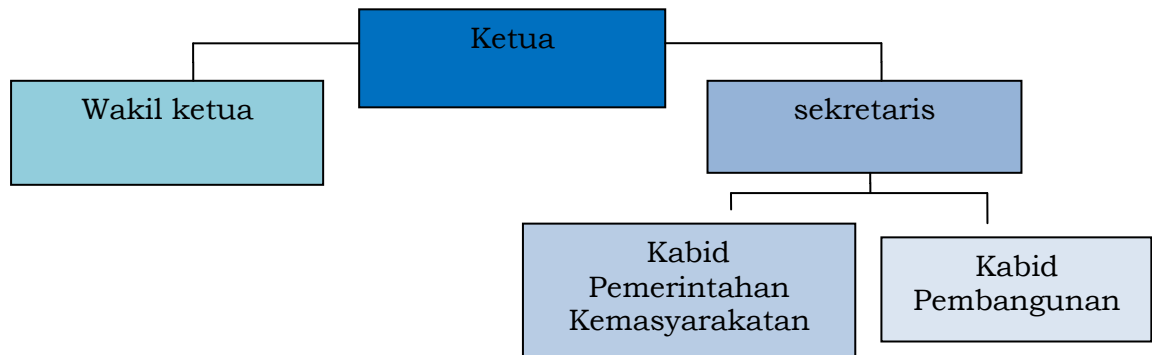 Ketua
Wakil ketua
sekretaris
Kabid
Pemerintahan
Kemasyarakatan
Kabid
Pembangunan